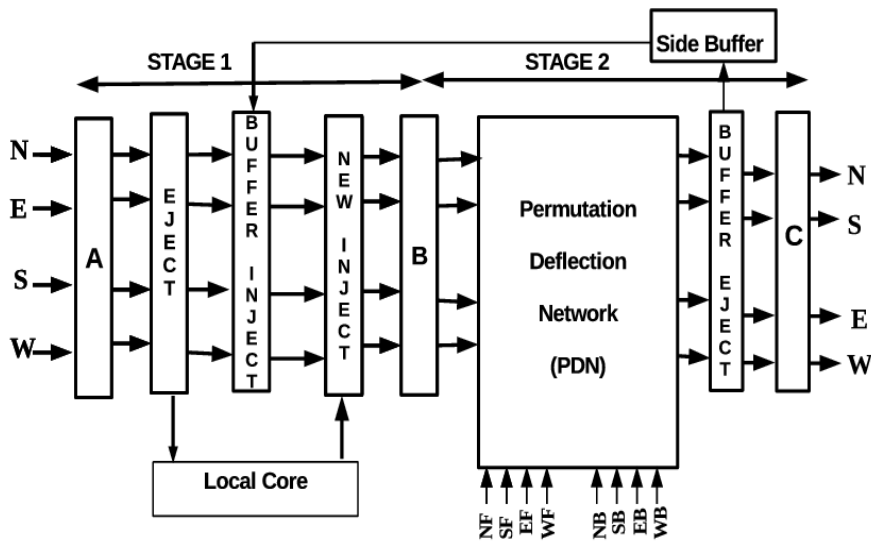 STAGE 1
STAGE 2
Side Buffer
N
E
S
W
A
EJECT
BUFFER INJECT
NEW INJECT
B
Permutation
Deflection
Network
(PDN)
BUFFER EJECT
C
N
S
E
W
Local Core
NF
SF
EF
WF
NB
SB
EB
WB